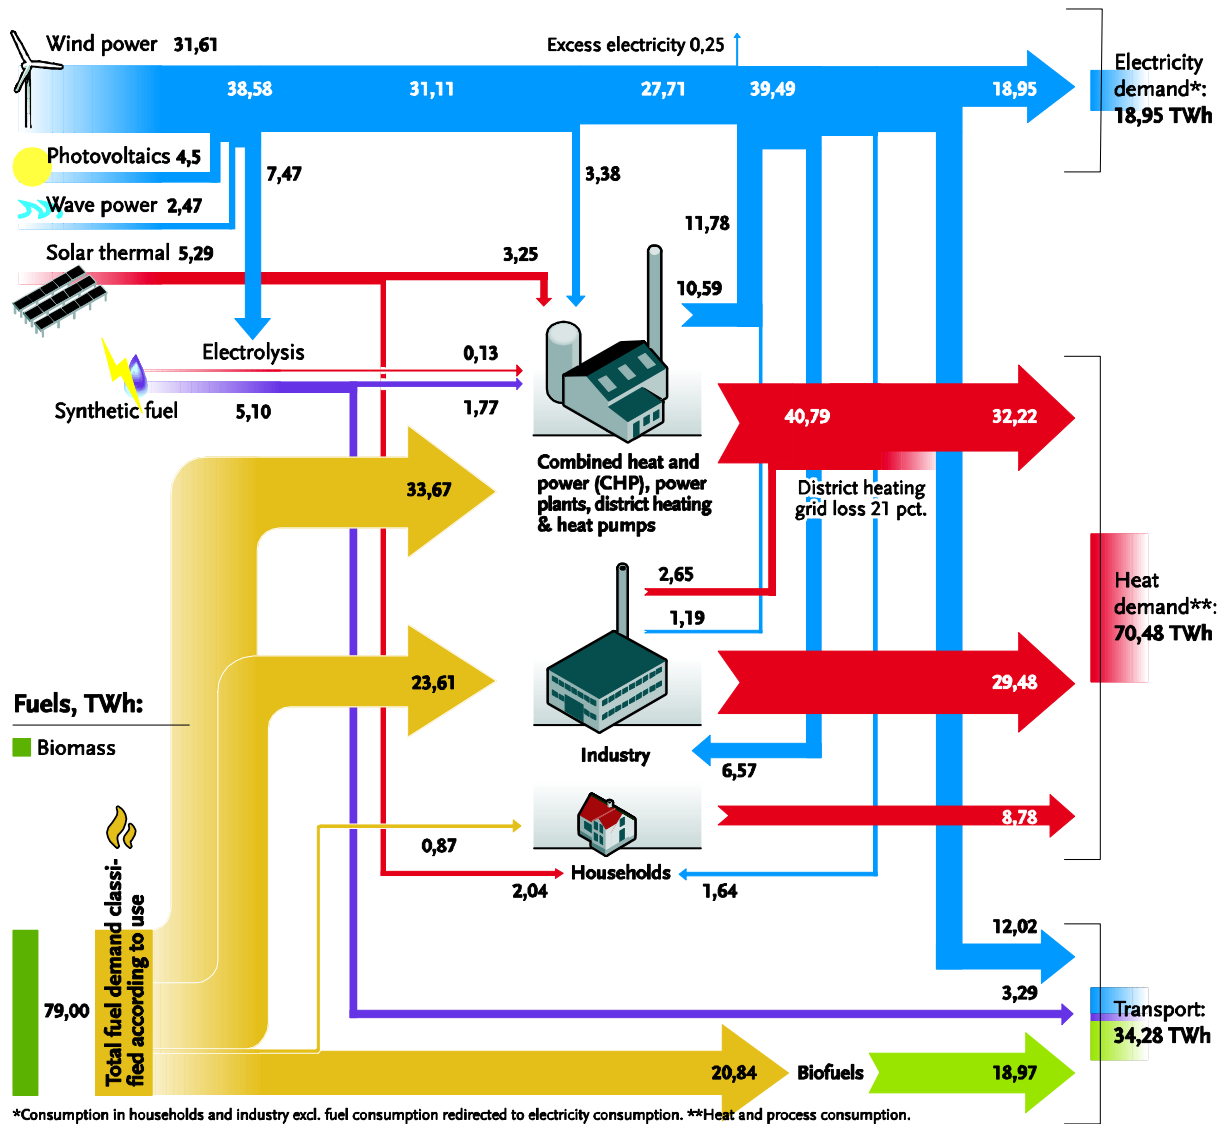 Wind power 31,61
Excess electricity 0,25
38,58
31,11
27,71
39,49
18,95
Electricity
demand*:
18,95 TWh
Photovoltaics 4,5
7,47
3,38
Wave power 2,47
11,78
Solar thermal 5,29
3,25
10,59
Electrolysis
0,13
Synthetic fuel
5,10
1,77
40,79
32,22
33,67
Combined heat and
power (CHP), power
plants, district heating
& heat pumps
District heating
grid loss 21 pct.
2,65
1,19
Heat
demand**:
70,48 TWh
23,61
29,48
Fuels, TWh:
Biomass
Industry
6,57
8,78
0,87
Households
2,04
1,64
Total fuel demand classi-
fied according to use
79,00
12,02
3,29
Transport:
34,28 TWh
20,84
Biofuels
18,97
*Consumption in households and industry excl. fuel consumption redirected to electricity consumption. **Heat and process consumption.